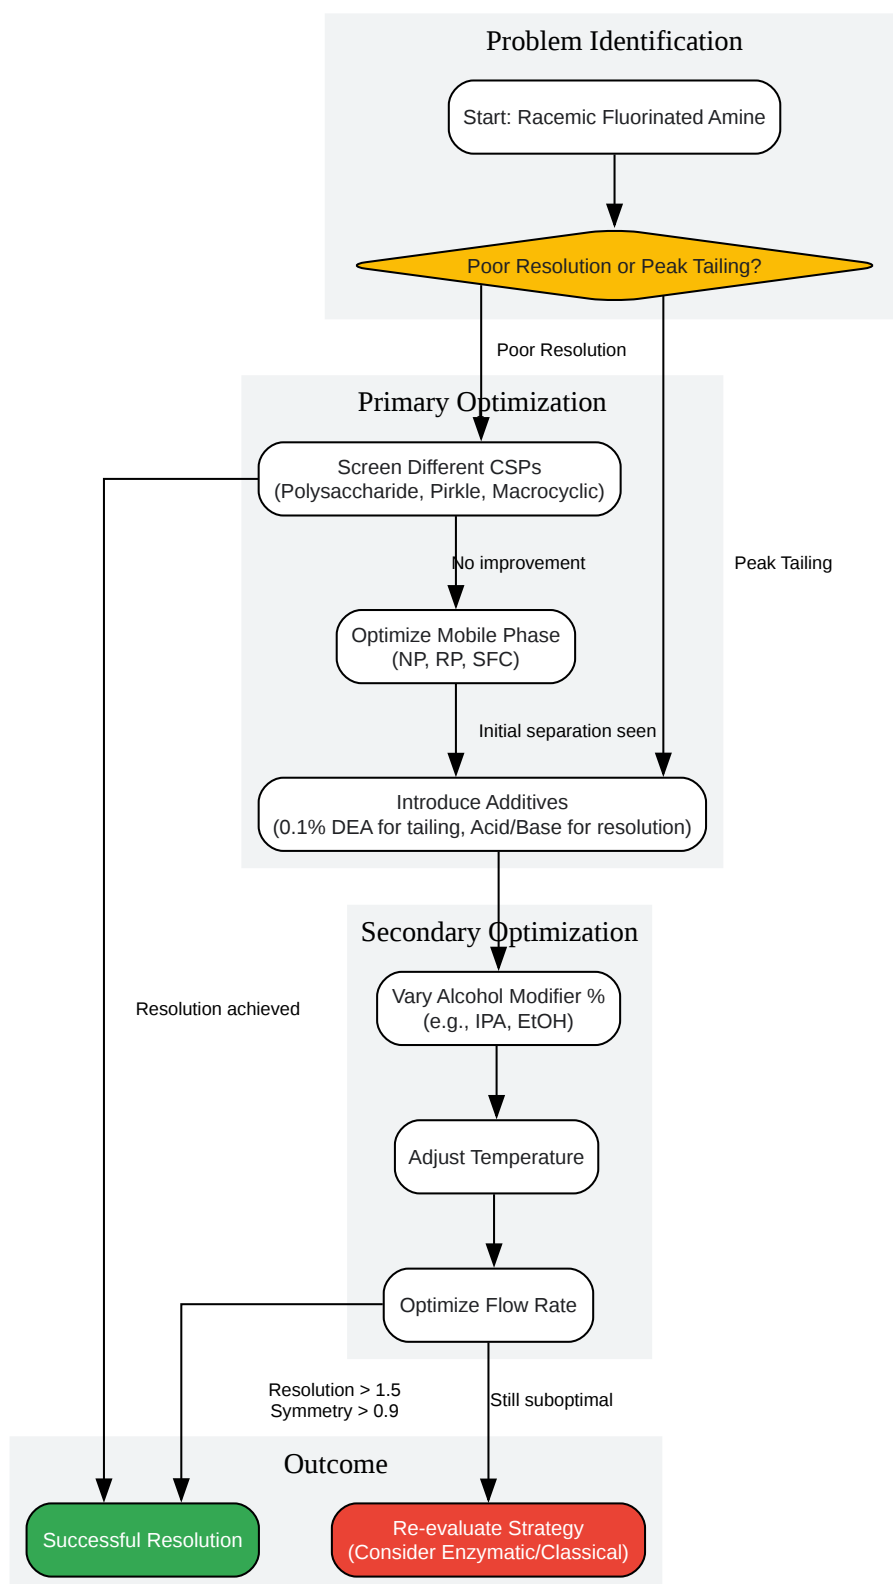 Problem Identification
Start: Racemic Fluorinated Amine
Poor Resolution or Peak Tailing?
Poor Resolution
Primary Optimization
Screen Different CSPs
(Polysaccharide, Pirkle, Macrocyclic)
No improvement
Peak Tailing
Optimize Mobile Phase
(NP, RP, SFC)
Initial separation seen
Introduce Additives
(0.1% DEA for tailing, Acid/Base for resolution)
Secondary Optimization
Vary Alcohol Modifier %
(e.g., IPA, EtOH)
Resolution achieved
Adjust Temperature
Optimize Flow Rate
Resolution > 1.5
Symmetry > 0.9
Still suboptimal
Outcome
Successful Resolution
Re-evaluate Strategy
(Consider Enzymatic/Classical)